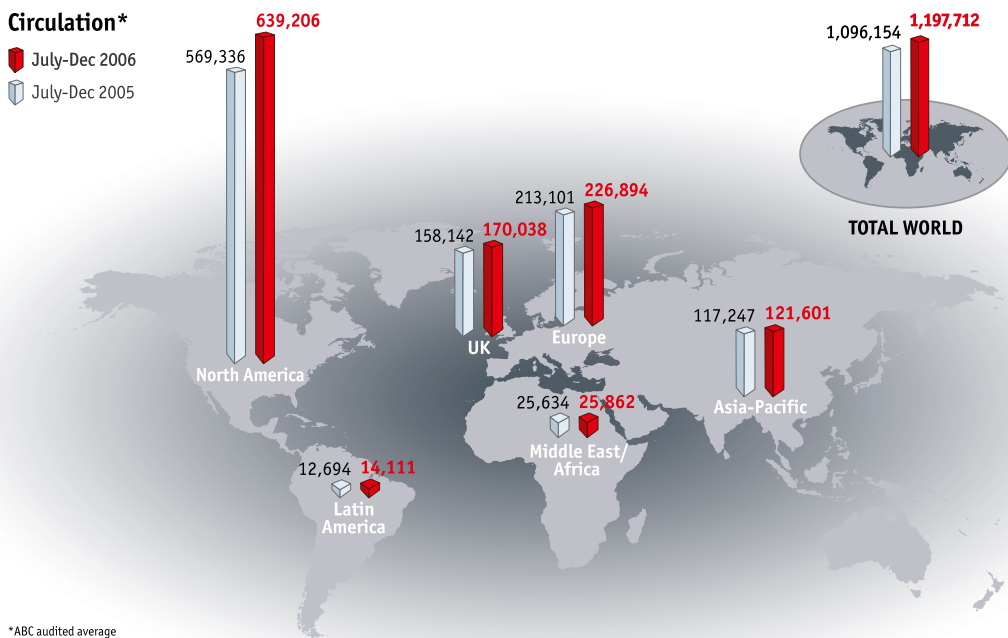 Circulation*
July-Dec 2006
July-Dec 2005
639,206
569,336
North America
1,096,154
1,197,712
TOTAL WORLD
158,142
170,038
UK
213,101
226,894
Europe
117,247
121,601
Asia-Pacific
25,634
25,862
Middle East/
Africa
12,694
14,111
Latin
America
*ABC audited average